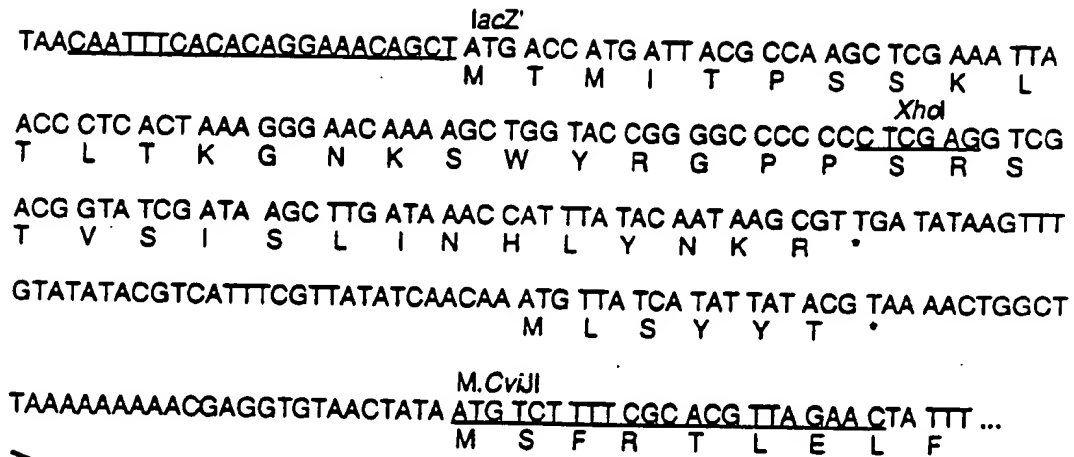 lacZ'
TAACAATTTCACACAGGAAACAGCT ATG ACC ATG ATT ACG CCA AGC TCG AAA TTA
M T M I T P S S K L
XhoI
ACC CTC ACT AAA GGG AAC AAA AGC TGG TAC CGG GGC CCC CCC TCGAGG TCG
T L T K G N K S W Y R G P P S R S
ACG GTA TCG ATA AGC TTG ATA AAC CAT TTA TAC AAT AAG CGT TGA TATAAGTTT
T V S I S L I N H L Y N K R *
GTATATACGTCATTTCGTTATATCAACAA ATG TTA TCA TAT TAT ACG TAA AACTGGCT
M L S Y Y T *
M.CviJI
TAAAAAAAAACGAGGTGTAACTATA ATG TCT TTT CGC ACG TTA GAA CTA TTT ...
M S F R T L E L F